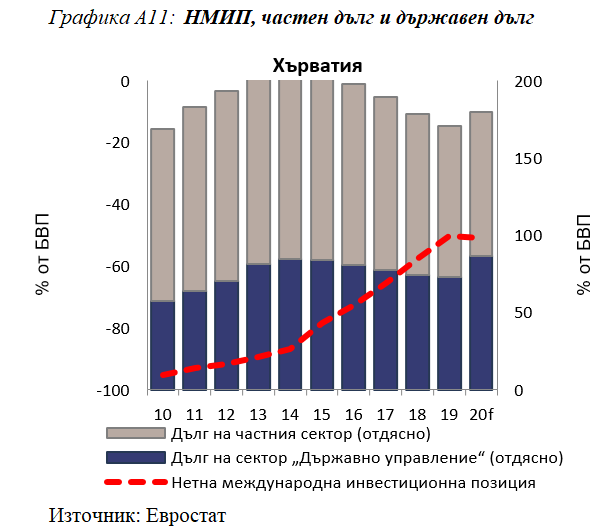 Графика А11: НМИП, частен дълг и държавен дълг
Хърватия
0
-20
-40
-60
-80
-100
% от БВП
200
150
100
50
0
% от БВП
10 11 12 13 14 15 16 17 18 19 20f
Дълг на частния сектор (отдясно)
Дълг на сектор „Държавно управление“ (отдясно)
Нетна международна инвестиционна позиция
Източник: Евростат